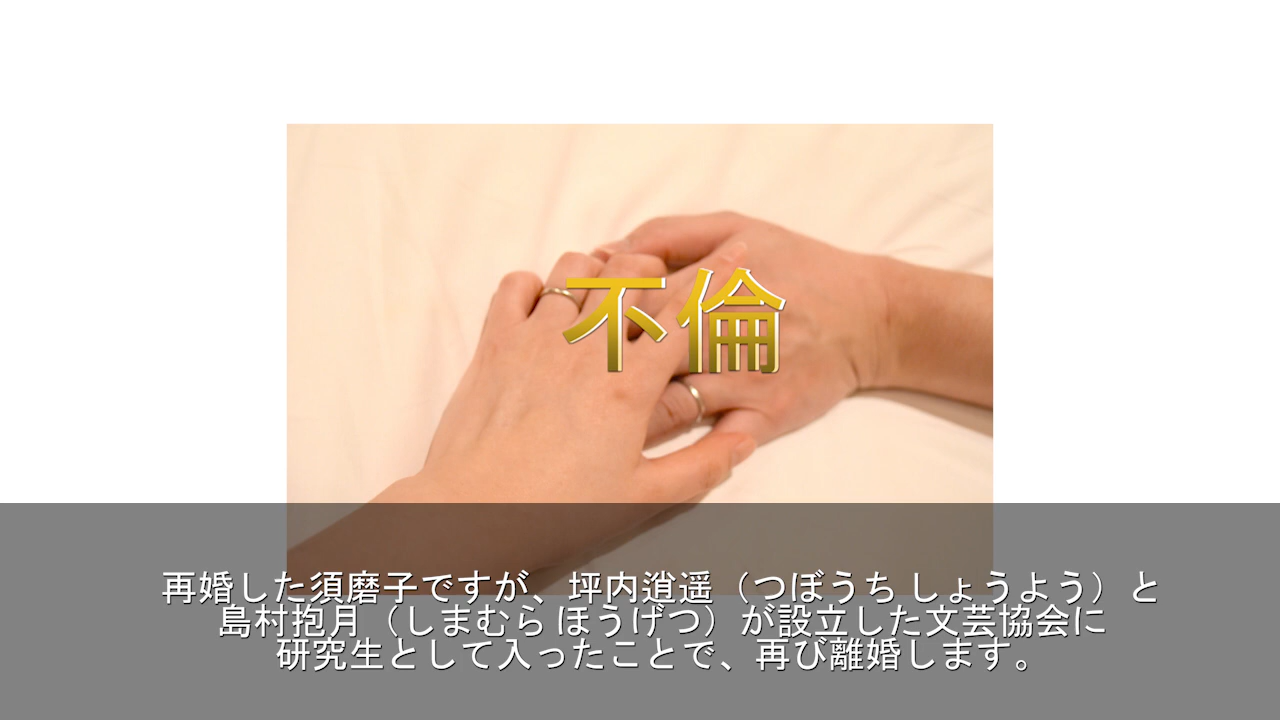 不倫
再婚した須磨子ですが、坪内逍遥（つぼうち しょうよう）と
島村抱月（しまむら ほうげつ）が設立した文芸協会に
研究生として入ったことで、再び離婚します。